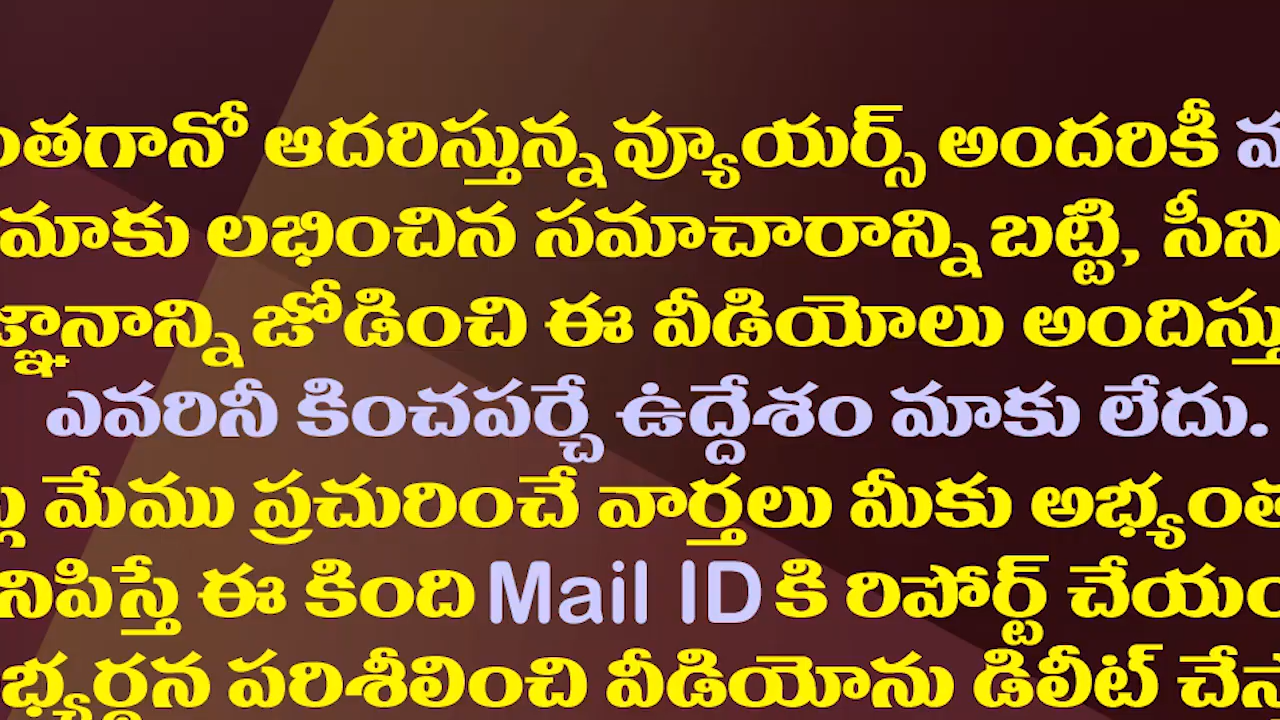 ఆదరిస్తున్న వ్యూయర్స్ అందరికీ
మాకు లభించిన సమాచారాన్ని బట్టి,
జోడించి ఈ వీడియోలు
ఎవరినీ కించపర్చే ఉద్దేశం మాకు లేదు.
మేము ప్రచురించే వార్తలు మీకు
ఈ కింది Mail ID కి రిపోర్ట్
పరిశీలించి వీడియోను డిలీట్